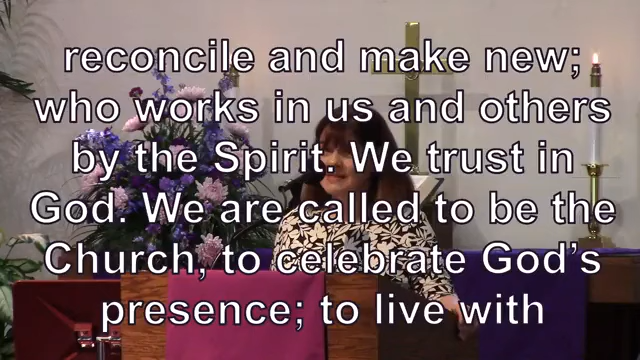 reconcile and make new;
who works in us and others
by the Spirit. We trust in
God. We are called to be the
Church, to celebrate God’s
presence; to live with